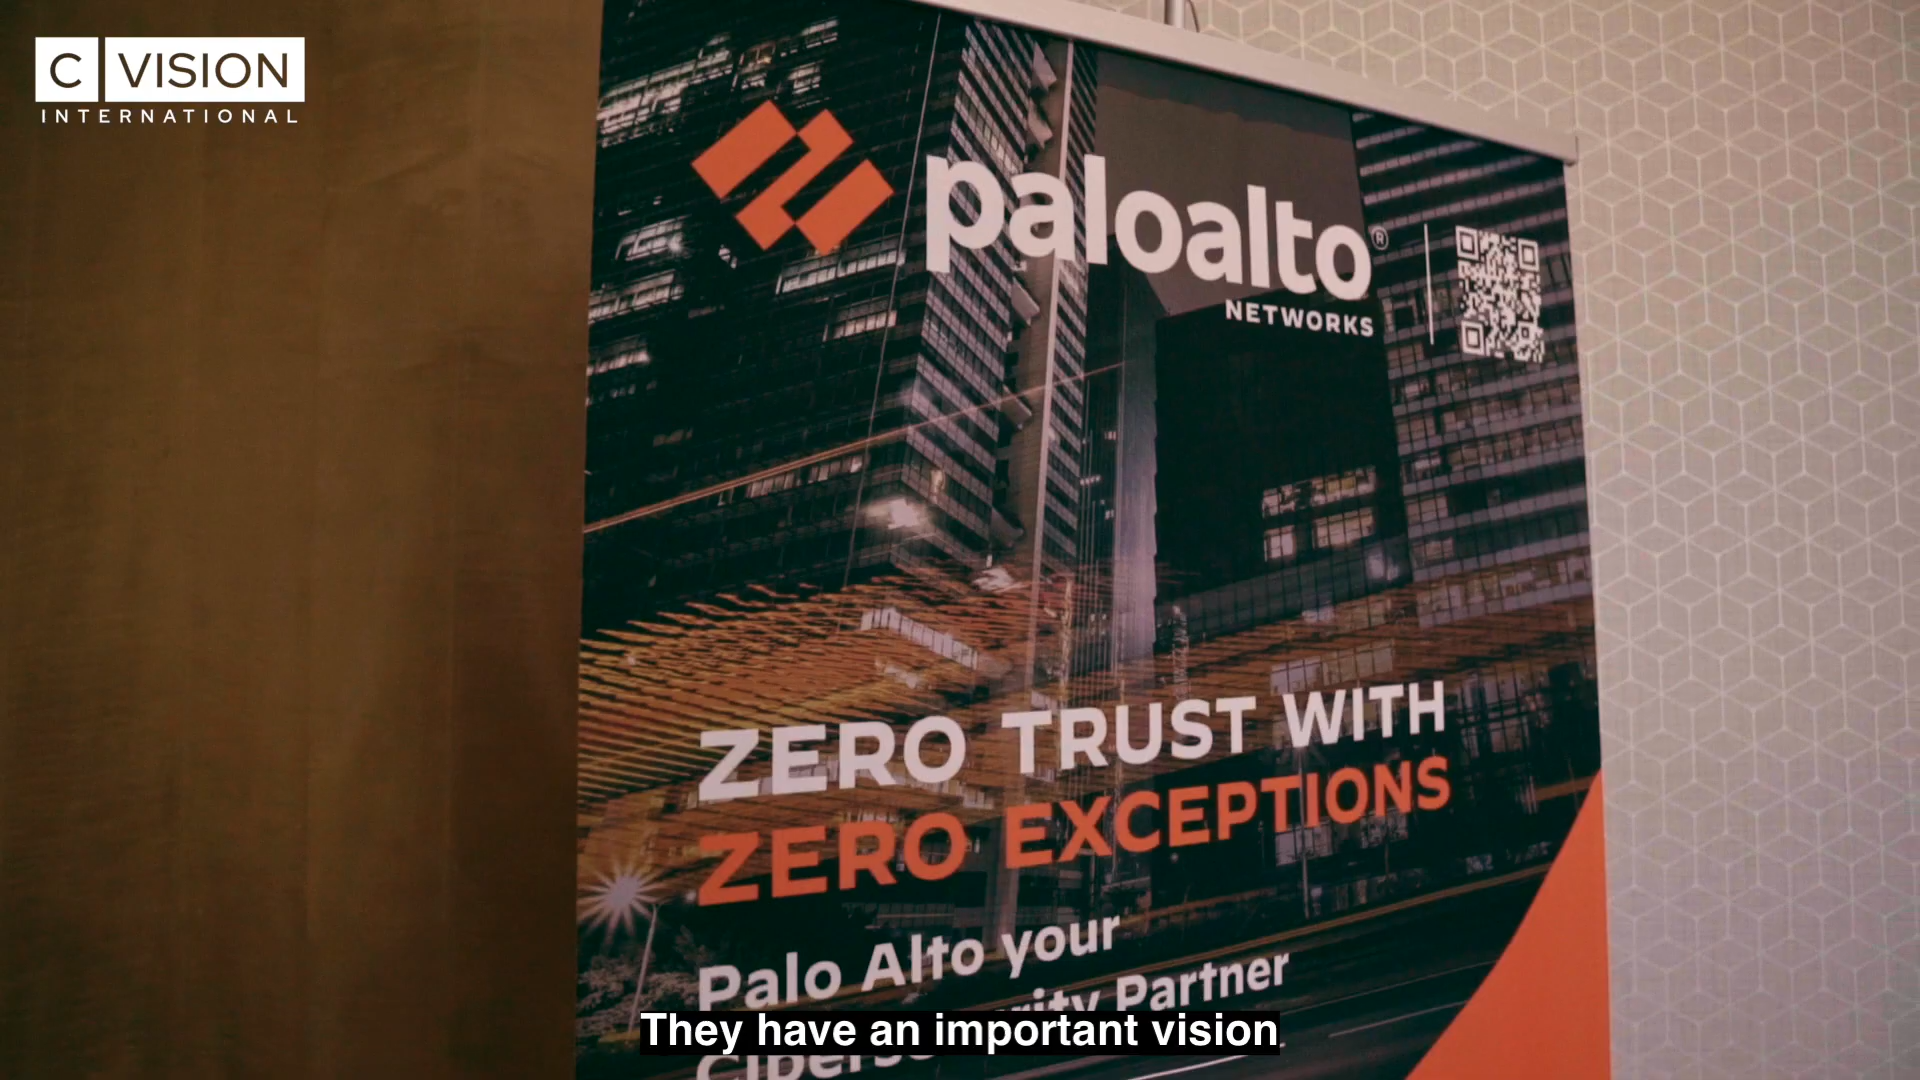 C VISION
INTERNATIONAL
paloalto®
NETWORKS
ZERO TRUST WITH
ZERO EXCEPTIONS
Palo Alto your
Partner
They have an important vision